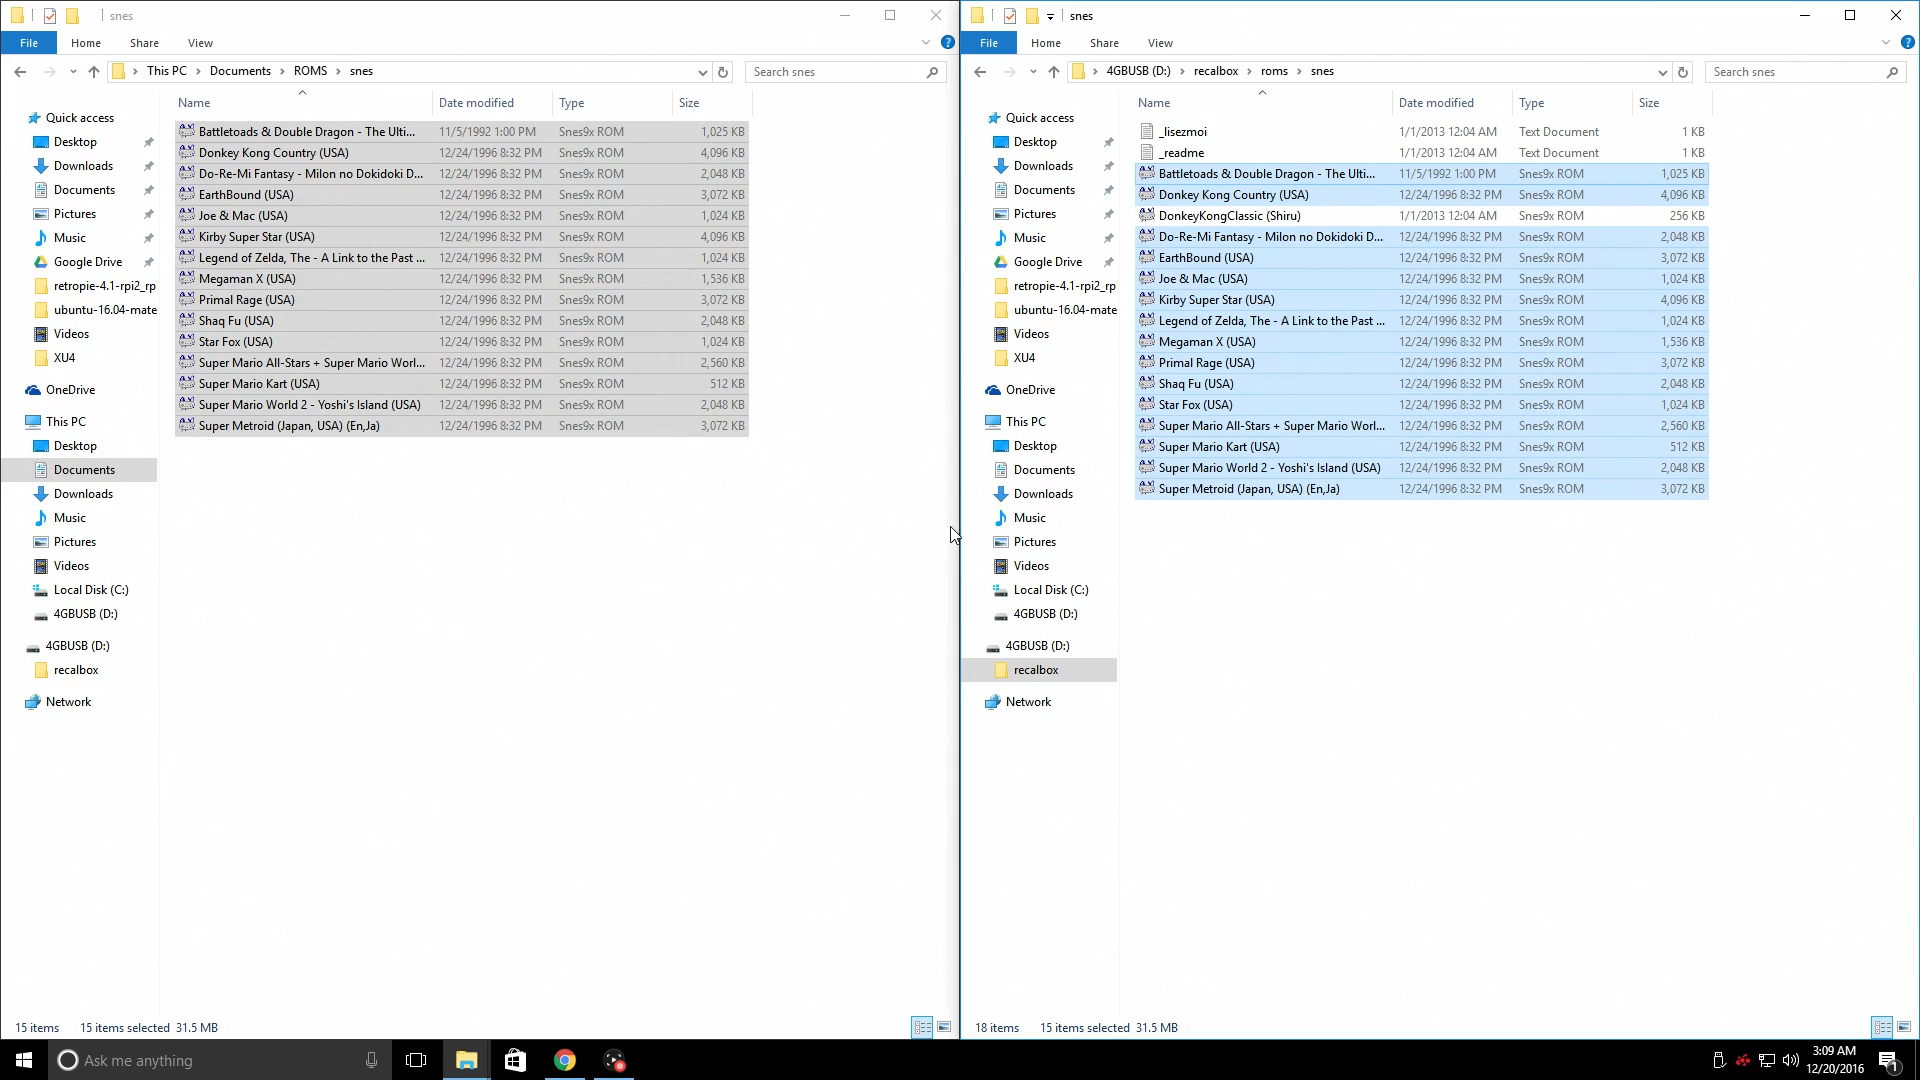 snes
File Home Share View
This PC Documents ROMS snes
Search snes
Name Date modified Type Size
Battletoads & Double Dragon - The Ulti... 11/5/1992 1:00 PM Snes9x ROM 1,025 KB
Donkey Kong Country (USA) 12/24/1996 8:32 PM Snes9x ROM 4,096 KB
Do-Re-Mi Fantasy - Milon no Dokidoki D... 12/24/1996 8:32 PM Snes9x ROM 2,048 KB
EarthBound (USA) 12/24/1996 8:32 PM Snes9x ROM 3,072 KB
Joe & Mac (USA) 12/24/1996 8:32 PM Snes9x ROM 1,024 KB
Kirby Super Star (USA) 12/24/1996 8:32 PM Snes9x ROM 4,096 KB
Legend of Zelda, The - A Link to the Past ... 12/24/1996 8:32 PM Snes9x ROM 1,024 KB
Megaman X (USA) 12/24/1996 8:32 PM Snes9x ROM 1,536 KB
Primal Rage (USA) 12/24/1996 8:32 PM Snes9x ROM 3,072 KB
Shaq Fu (USA) 12/24/1996 8:32 PM Snes9x ROM 2,048 KB
Star Fox (USA) 12/24/1996 8:32 PM Snes9x ROM 1,024 KB
Super Mario All-Stars + Super Mario Worl... 12/24/1996 8:32 PM Snes9x ROM 2,560 KB
Super Mario Kart (USA) 12/24/1996 8:32 PM Snes9x ROM 512 KB
Super Mario World 2 - Yoshi's Island (USA) 12/24/1996 8:32 PM Snes9x ROM 2,048 KB
Super Metroid (Japan, USA) (En,Ja) 12/24/1996 8:32 PM Snes9x ROM 3,072 KB
Quick access
Desktop
Downloads
Documents
Pictures
Music
Google Drive
retropie-4.1-rpi2_rp
ubuntu-16.04-mate
Videos
XU4
OneDrive
This PC
Desktop
Documents
Downloads
Music
Pictures
Videos
Local Disk (C:)
4GBUSB (D:)
4GBUSB (D:)
recalbox
Network
15 items 15 items selected 31.5 MB
snes
File Home Share View
4GBUSB (D:) recalbox roms snes
Search snes
Name Date modified Type Size
_lisezmoi 1/1/2013 12:04 AM Text Document 1 KB
_readme 1/1/2013 12:04 AM Text Document 1 KB
Battletoads & Double Dragon - The Ulti... 11/5/1992 1:00 PM Snes9x ROM 1,025 KB
Donkey Kong Country (USA) 12/24/1996 8:32 PM Snes9x ROM 4,096 KB
DonkeyKongClassic (Shiru) 1/1/2013 12:04 AM Snes9x ROM 256 KB
Do-Re-Mi Fantasy - Milon no Dokidoki D... 12/24/1996 8:32 PM Snes9x ROM 2,048 KB
EarthBound (USA) 12/24/1996 8:32 PM Snes9x ROM 3,072 KB
Joe & Mac (USA) 12/24/1996 8:32 PM Snes9x ROM 1,024 KB
Kirby Super Star (USA) 12/24/1996 8:32 PM Snes9x ROM 4,096 KB
Legend of Zelda, The - A Link to the Past ... 12/24/1996 8:32 PM Snes9x ROM 1,024 KB
Megaman X (USA) 12/24/1996 8:32 PM Snes9x ROM 1,536 KB
Primal Rage (USA) 12/24/1996 8:32 PM Snes9x ROM 3,072 KB
Shaq Fu (USA) 12/24/1996 8:32 PM Snes9x ROM 2,048 KB
Star Fox (USA) 12/24/1996 8:32 PM Snes9x ROM 1,024 KB
Super Mario All-Stars + Super Mario Worl... 12/24/1996 8:32 PM Snes9x ROM 2,560 KB
Super Mario Kart (USA) 12/24/1996 8:32 PM Snes9x ROM 512 KB
Super Mario World 2 - Yoshi's Island (USA) 12/24/1996 8:32 PM Snes9x ROM 2,048 KB
Super Metroid (Japan, USA) (En,Ja) 12/24/1996 8:32 PM Snes9x ROM 3,072 KB
Quick access
Desktop
Downloads
Documents
Pictures
Music
Google Drive
retropie-4.1-rpi2_rp
ubuntu-16.04-mate
Videos
XU4
OneDrive
This PC
Desktop
Documents
Downloads
Music
Pictures
Videos
Local Disk (C:)
4GBUSB (D:)
4GBUSB (D:)
recalbox
Network
18 items 15 items selected 31.5 MB
Ask me anything
3:09 AM
12/20/2016
1